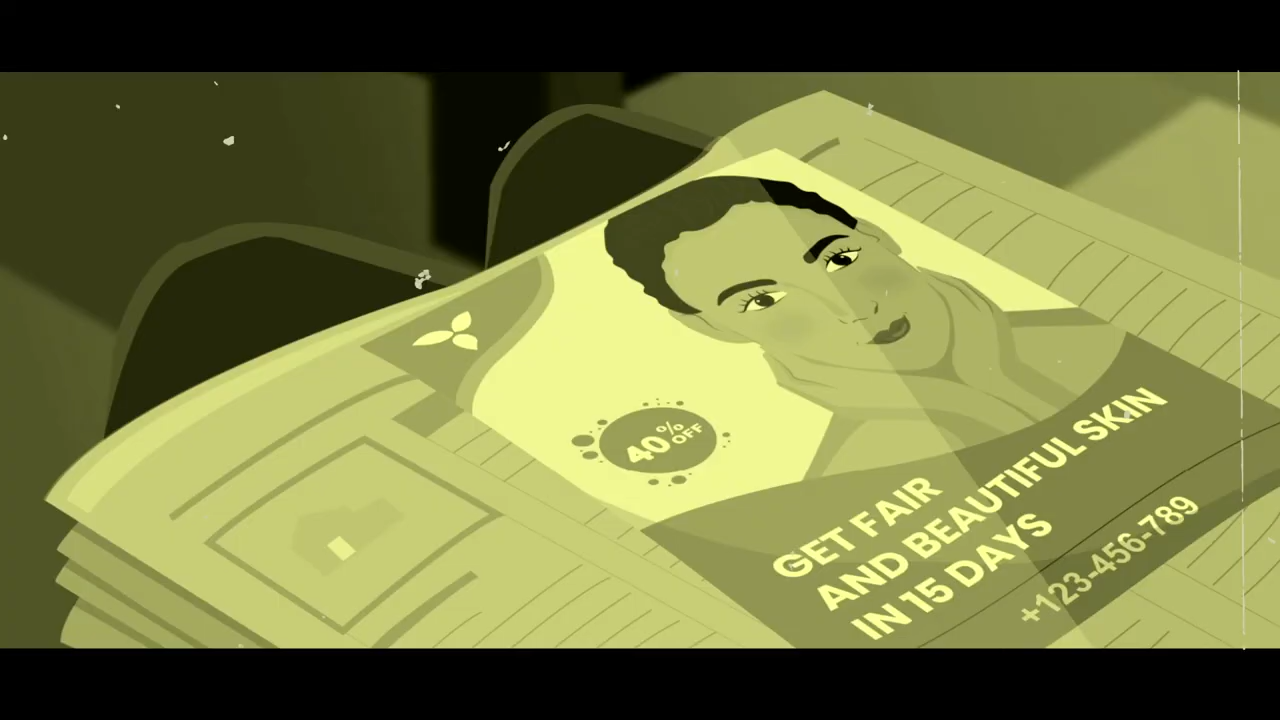 40% OFF
GET FAIR
AND BEAUTIFUL SKIN
IN 15 DAYS
+123-456-789